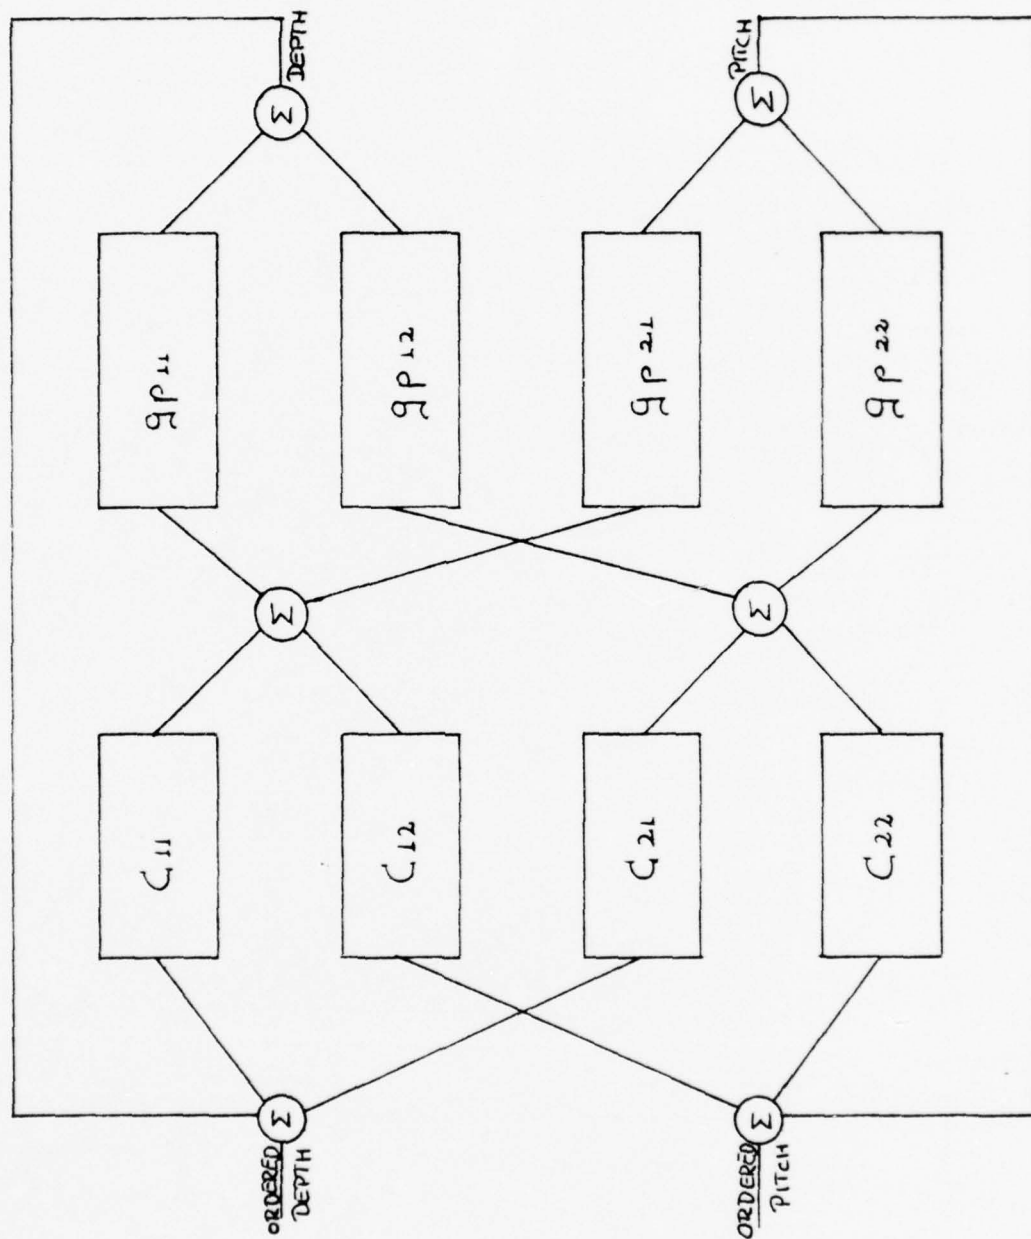 ORDERED
DEPTH
Σ
C11
C12
Σ
gp11
gp12
Σ
DEPTH
ORDERED
PITCH
Σ
C21
C22
Σ
gp21
gp22
Σ
PITCH